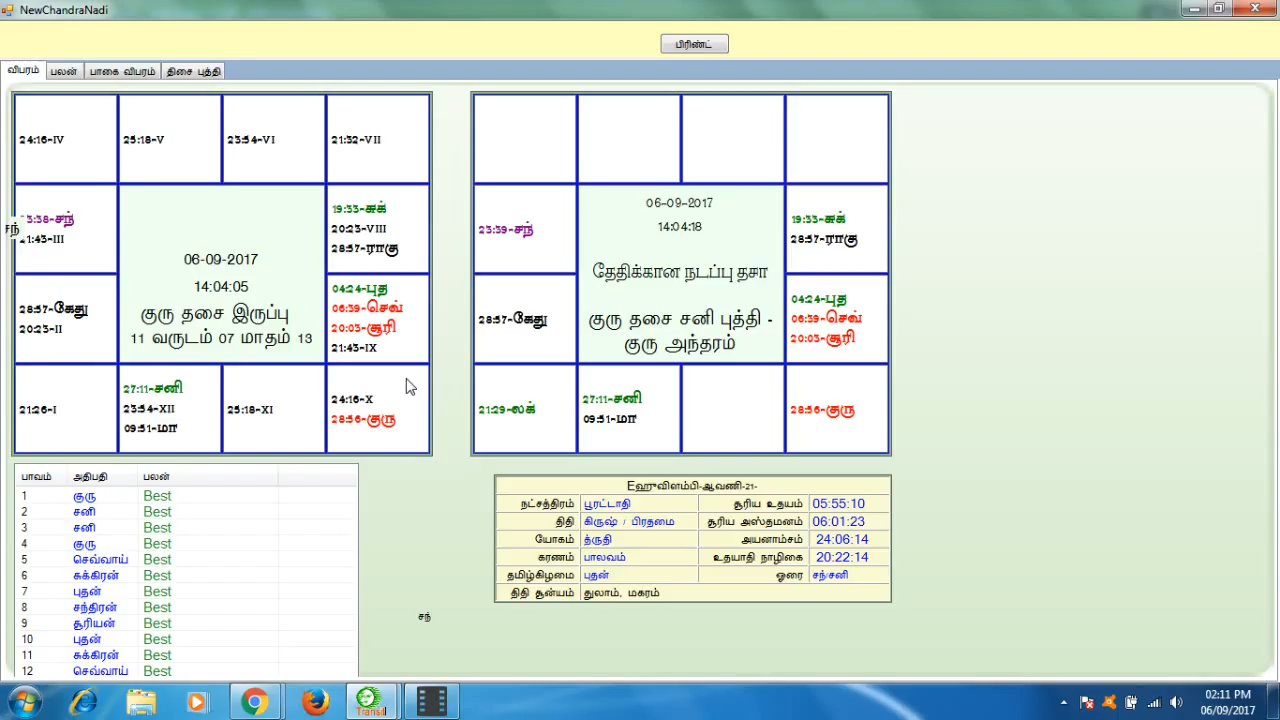 NewChandraNadi
பிரிண்ட்
விபரம் பலன் பாகை விபரம் திசை புத்தி
24:16-IV
25:18-V
23:54-VI
21:32-VII
23:38-சந்
21:43-III
சந்
06-09-2017
14:04:05
குரு தசை இருப்பு
11 வருடம் 07 மாதம் 13
19:33-சுக்
20:23-VIII
28:57-ராகு
28:57-கேது
20:23-II
04:24-புத
06:39-செவ்
20:03-சூரி
21:43-IX
21:26-I
27:11-சனி
23:54-XII
09:51-மா
25:18-XI
24:16-X
28:56-குரு
23:39-சந்
06-09-2017
14:04:18
தேதிக்கான நடப்பு தசா
குரு தசை சனி புத்தி -
குரு அந்தரம்
19:33-சுக்
28:57-ராகு
28:57-கேது
04:24-புத
06:39-செவ்
20:03-சூரி
21:29-லக்
27:11-சனி
09:51-மா
28:56-குரு
பாவம் அதிபதி பலன்
1 குரு Best
2 சனி Best
3 சனி Best
4 குரு Best
5 செவ்வாய் Best
6 சுக்கிரன் Best
7 புதன் Best
8 சந்திரன் Best
9 சூரியன் Best
10 புதன் Best
11 சுக்கிரன் Best
12 செவ்வாய் Best
சந்
Eஹுவிளம்பி-ஆவணி-21-
நட்சத்திரம் பூரட்டாதி சூரிய உதயம் 05:55:10
திதி கிருஷ் / பிரதமை சூரிய அஸ்தமனம் 06:01:23
யோகம் த்ருதி அயனாம்சம் 24:06:14
கரணம் பாலவம் உதயாதி நாழிகை 20:22:14
தமிழ்கிழமை புதன் ஓரை சந்/சனி
திதி சூன்யம் துலாம், மகரம்
Transit
02:11 PM
06/09/2017